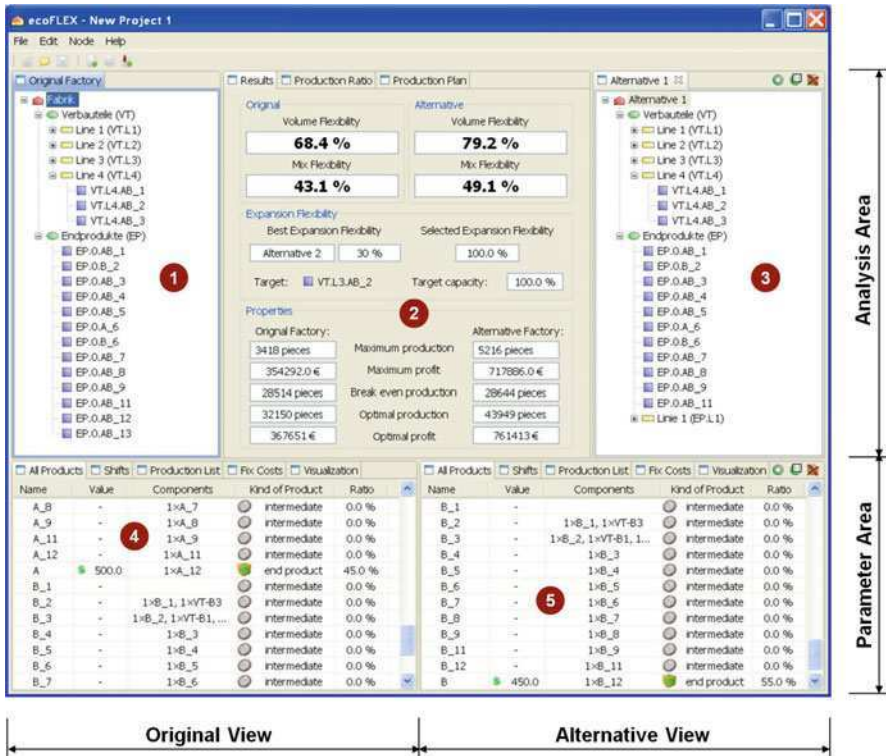 ecoFLEX - New Project 1
File Edit Node Help
Original Factory
Fabrik
Verbauteile (VT)
Line 1 (VT.L1)
Line 2 (VT.L2)
Line 3 (VT.L3)
Line 4 (VT.L4)
VT.L4.AB_1
VT.L4.AB_2
VT.L4.AB_3
Endprodukte (EP)
EP.0.AB_1
EP.0.B_2
EP.0.AB_3
EP.0.AB_4
EP.0.AB_5
EP.0.A_6
EP.0.B_6
EP.0.AB_7
EP.0.AB_8
EP.0.AB_9
EP.0.AB_11
EP.0.AB_12
EP.0.AB_13
1
Results Production Ratio Production Plan
Original Alternative
Volume Flexibility Volume Flexibility
68.4 % 79.2 %
Mix Flexibility Mix Flexibility
43.1 % 49.1 %
Expansion Flexibility
Best Expansion Flexibility Selected Expansion Flexibility
Alternative 2 30 % 100.0 %
Target: VT.L3.AB_2 Target capacity: 100.0 %
Properties
2
Original Factory: Alternative Factory:
3418 pieces Maximum production 5216 pieces
354292.0 € Maximum profit 717886.0 €
28514 pieces Break even production 28644 pieces
32150 pieces Optimal production 43949 pieces
367651 € Optimal profit 761413 €
Alternative 1
Alternative 1
Verbauteile (VT)
Line 1 (VT.L1)
Line 2 (VT.L2)
Line 3 (VT.L3)
Line 4 (VT.L4)
VT.L4.AB_1
VT.L4.AB_2
VT.L4.AB_3
Endprodukte (EP)
EP.0.AB_1
EP.0.B_2
EP.0.AB_3
EP.0.AB_4
EP.0.AB_5
EP.0.A_6
EP.0.B_6
EP.0.AB_7
EP.0.AB_8
EP.0.AB_9
EP.0.AB_11
Line 1 (EP.L1)
3
Analysis Area
All Products Shifts Production List Fix Costs Visualization
Name Value Components Kind of Product Ratio
A_8 - 1×A_7 intermediate 0.0 %
A_9 - 1×A_8 intermediate 0.0 %
A_11 - 1×A_9 intermediate 0.0 %
A_12 - 1×A_11 intermediate 0.0 %
A $ 500.0 1×A_12 end product 45.0 %
B_1 - intermediate 0.0 %
B_2 - 1×B_1, 1×VT-B3 intermediate 0.0 %
B_3 - 1×B_2, 1×VT-B1, ... intermediate 0.0 %
B_4 - 1×B_3 intermediate 0.0 %
B_5 - 1×B_4 intermediate 0.0 %
B_6 - 1×B_5 intermediate 0.0 %
B_7 - 1×B_6 intermediate 0.0 %
4
All Products Shifts Production List Fix Costs Visualization
Name Value Components Kind of Product Ratio
B_1 - intermediate 0.0 %
B_2 - 1×B_1, 1×VT-B3 intermediate 0.0 %
B_3 - 1×B_2, 1×VT-B1, 1... intermediate 0.0 %
B_4 - 1×B_3 intermediate 0.0 %
B_5 - 1×B_4 intermediate 0.0 %
B_6 - 1×B_5 intermediate 0.0 %
B_7 - 1×B_6 intermediate 0.0 %
B_8 - 1×B_7 intermediate 0.0 %
B_9 - 1×B_8 intermediate 0.0 %
B_11 - 1×B_9 intermediate 0.0 %
B_12 - 1×B_11 intermediate 0.0 %
B $ 450.0 1×B_12 end product 55.0 %
5
Parameter Area
Original View Alternative View